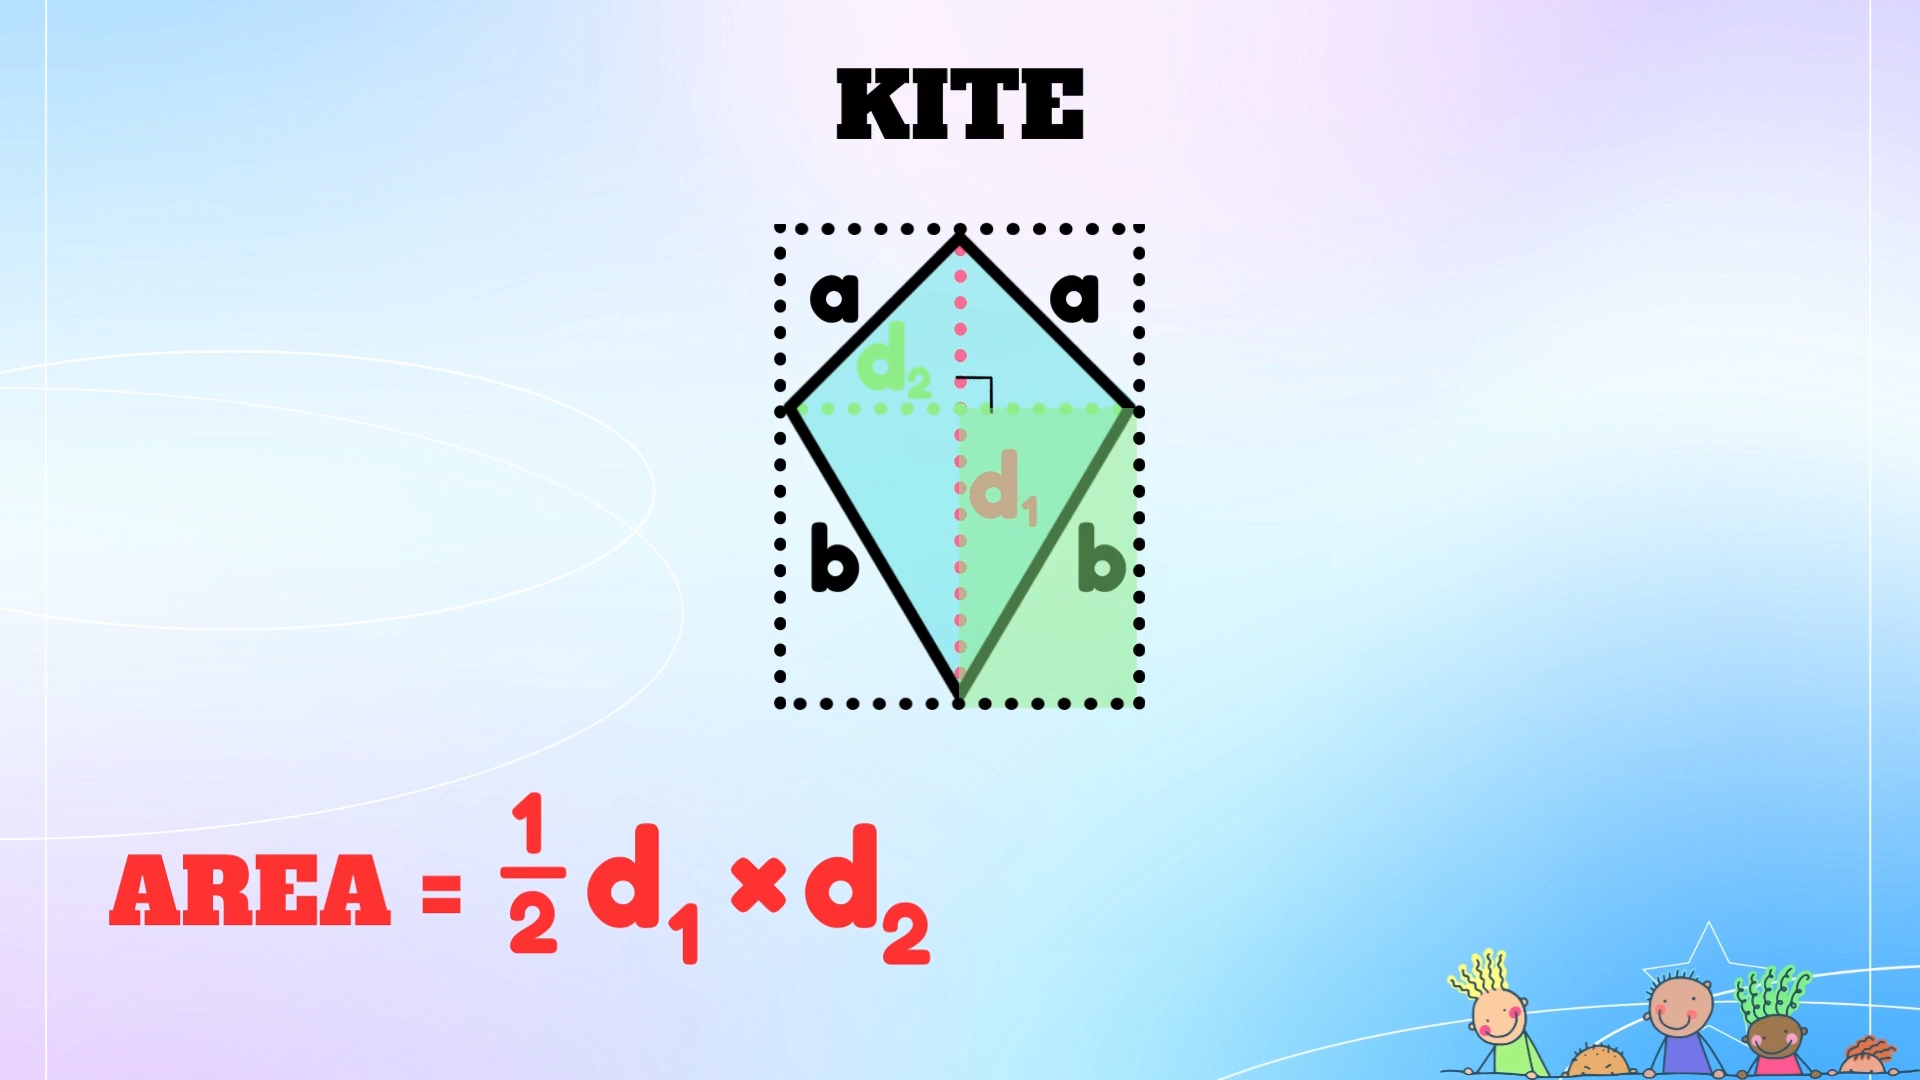 KITE
a a
d₂
d₁
b b
AREA = 1/2 d₁ × d₂